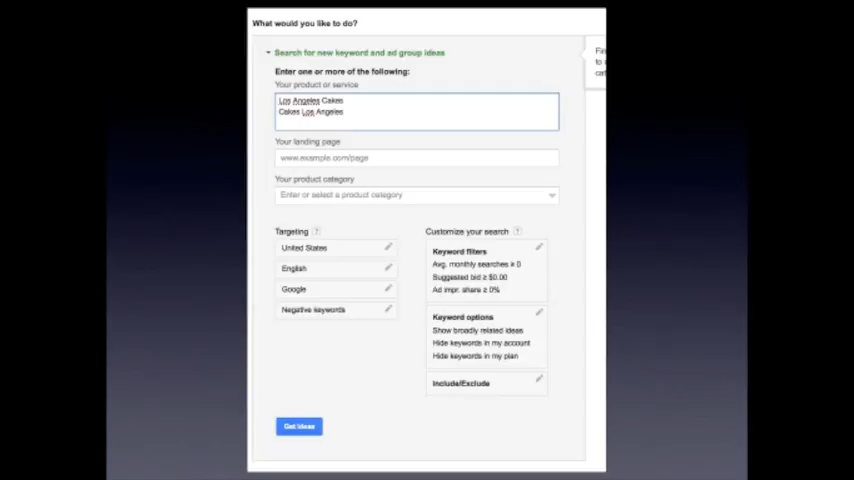 What would you like to do?
Search for new keyword and ad group ideas
Enter one or more of the following:
Your product or service
Los Angeles Cakes
Cakes Los Angeles
Your landing page
www.example.com/page
Your product category
Enter or select a product category
Targeting ?
United States
English
Google
Negative keywords
Customize your search ?
Keyword filters
Avg. monthly searches ≥ 0
Suggested bid ≥ $0.00
Ad impr. share ≥ 0%
Keyword options
Show broadly related ideas
Hide keywords in my account
Hide keywords in my plan
Include/Exclude
Get ideas